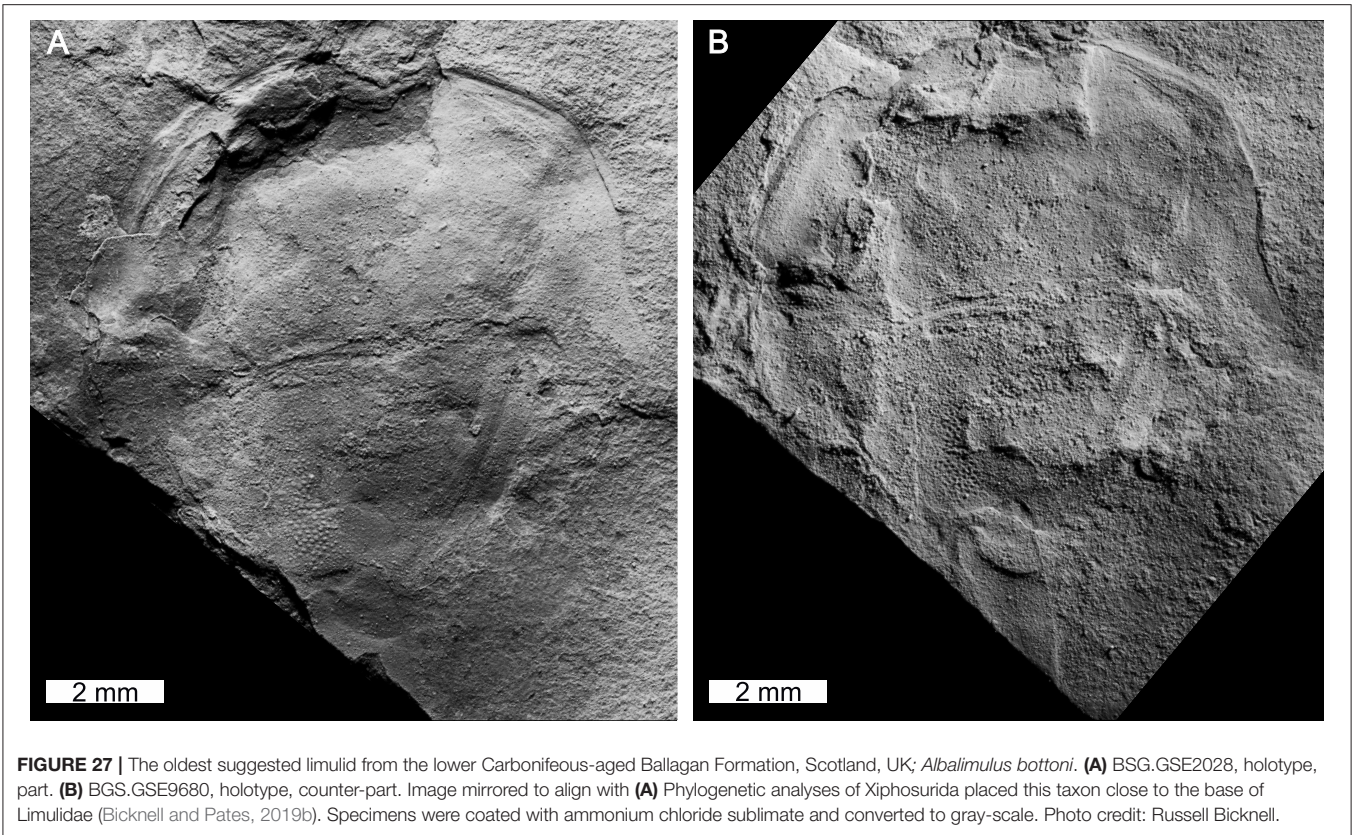 A
B
2 mm
2 mm
FIGURE 27 | The oldest suggested limulid from the lower Carbonifeous-aged Ballagan Formation, Scotland, UK; Albalimulus bottoni. (A) BSG.GSE2028, holotype,
part. (B) BGS.GSE9680, holotype, counter-part. Image mirrored to align with (A) Phylogenetic analyses of Xiphosurida placed this taxon close to the base of
Limulidae (Bicknell and Pates, 2019b). Specimens were coated with ammonium chloride sublimate and converted to gray-scale. Photo credit: Russell Bicknell.